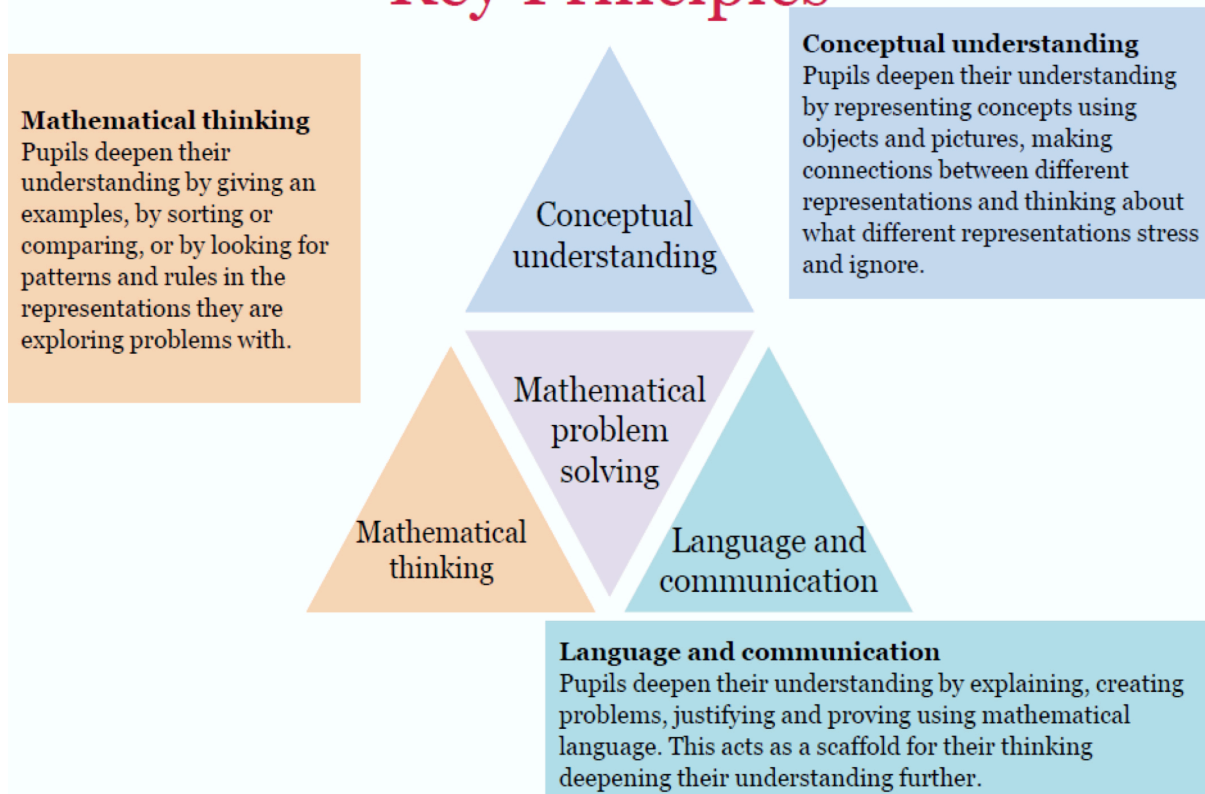 Key Principles
Conceptual understanding
Pupils deepen their understanding
by representing concepts using
objects and pictures, making
connections between different
representations and thinking about
what different representations stress
and ignore.
Mathematical thinking
Pupils deepen their
understanding by giving an
examples, by sorting or
comparing, or by looking for
patterns and rules in the
representations they are
exploring problems with.
Conceptual
understanding
Mathematical
problem
solving
Mathematical
thinking
Language and
communication
Language and communication
Pupils deepen their understanding by explaining, creating
problems, justifying and proving using mathematical
language. This acts as a scaffold for their thinking
deepening their understanding further.